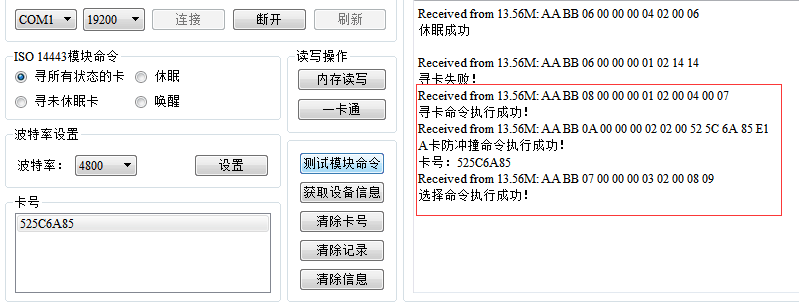 COM1 19200 连接 断开 刷新
ISO 14443模块命令
寻所有状态的卡 休眠
寻未休眠卡 唤醒
读写操作
内存读写
一卡通
波特率设置
波特率： 4800 设置
测试模块命令
获取设备信息
清除卡号
清除记录
清除信息
卡号
525C6A85
Received from 13.56M: AA BB 06 00 00 00 04 02 00 06
休眠成功
Received from 13.56M: AA BB 06 00 00 00 01 02 14 14
寻卡失败！
Received from 13.56M: AA BB 08 00 00 00 01 02 00 04 00 07
寻卡命令执行成功！
Received from 13.56M: AA BB 0A 00 00 00 02 02 00 52 5C 6A 85 E1
A卡防冲撞命令执行成功！
卡号：525C6A85
Received from 13.56M: AA BB 07 00 00 00 03 02 00 08 09
选择命令执行成功！